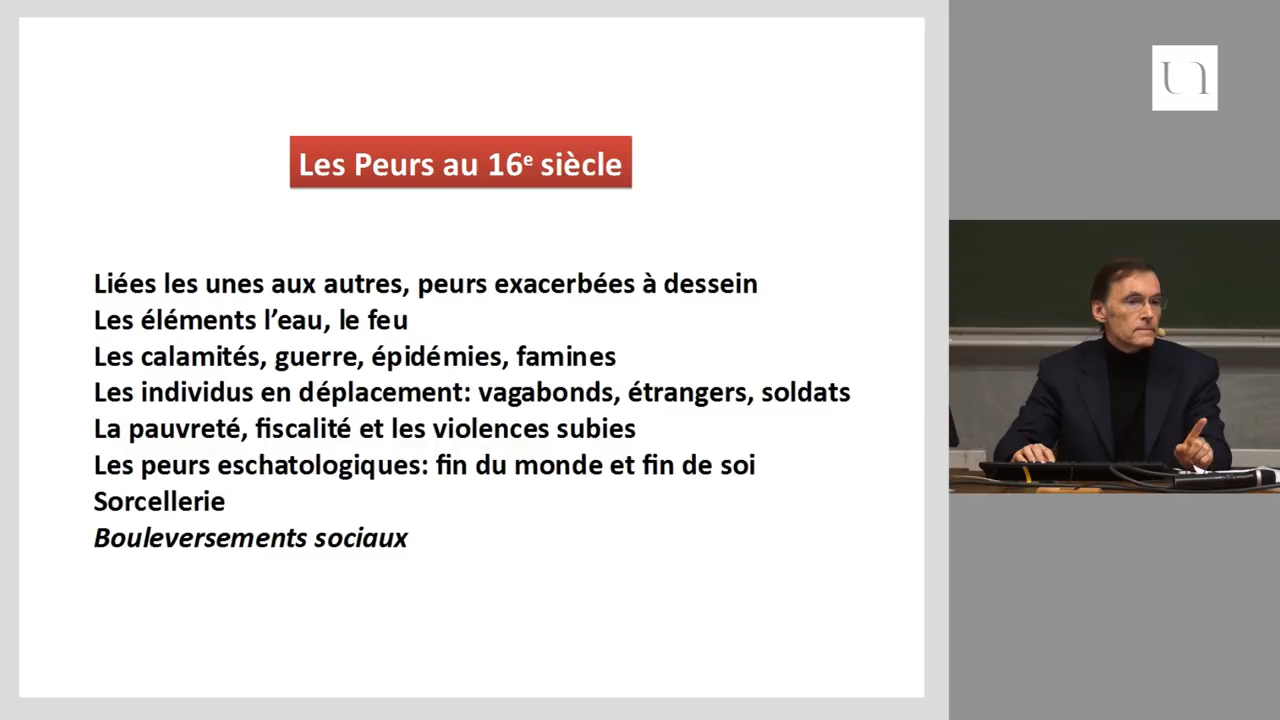 Les Peurs au 16e siècle
Liées les unes aux autres, peurs exacerbées à dessein
Les éléments l’eau, le feu
Les calamités, guerre, épidémies, famines
Les individus en déplacement: vagabonds, étrangers, soldats
La pauvreté, fiscalité et les violences subies
Les peurs eschatologiques: fin du monde et fin de soi
Sorcellerie
Bouleversements sociaux